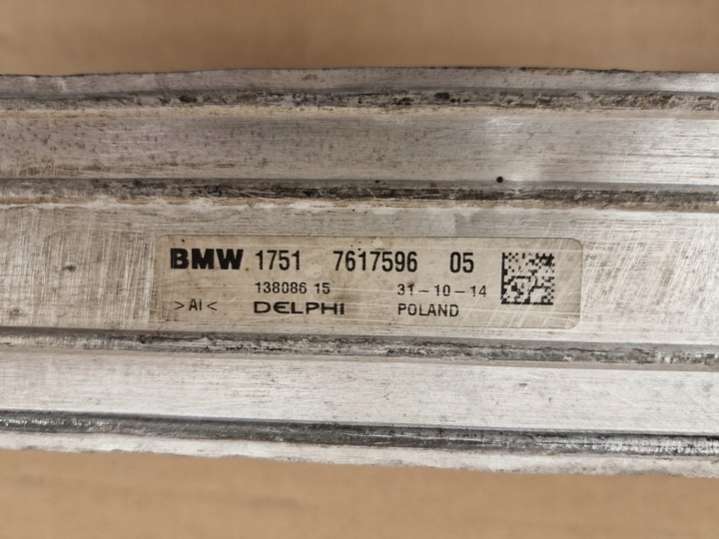 BMW 1751 7617596 05
138086 15 31-10-14
>Al< DELPHI POLAND